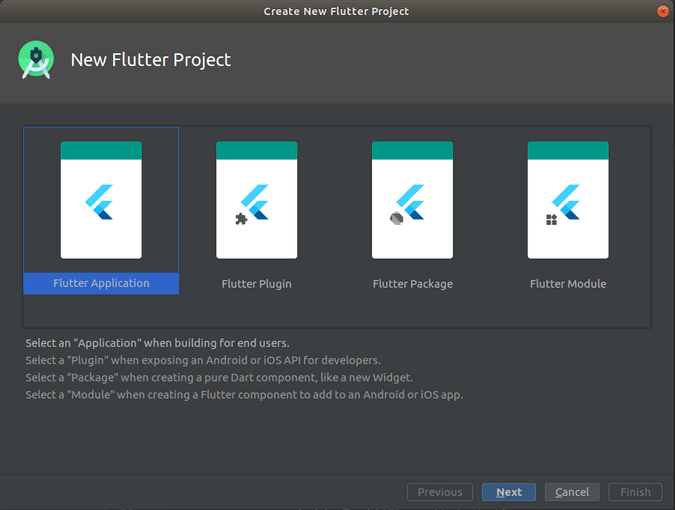 Create New Flutter Project
New Flutter Project
Flutter Application
Flutter Plugin
Flutter Package
Flutter Module
Select an "Application" when building for end users.
Select a "Plugin" when exposing an Android or iOS API for developers.
Select a "Package" when creating a pure Dart component, like a new Widget.
Select a "Module" when creating a Flutter component to add to an Android or iOS app.
Previous
Next
Cancel
Finish